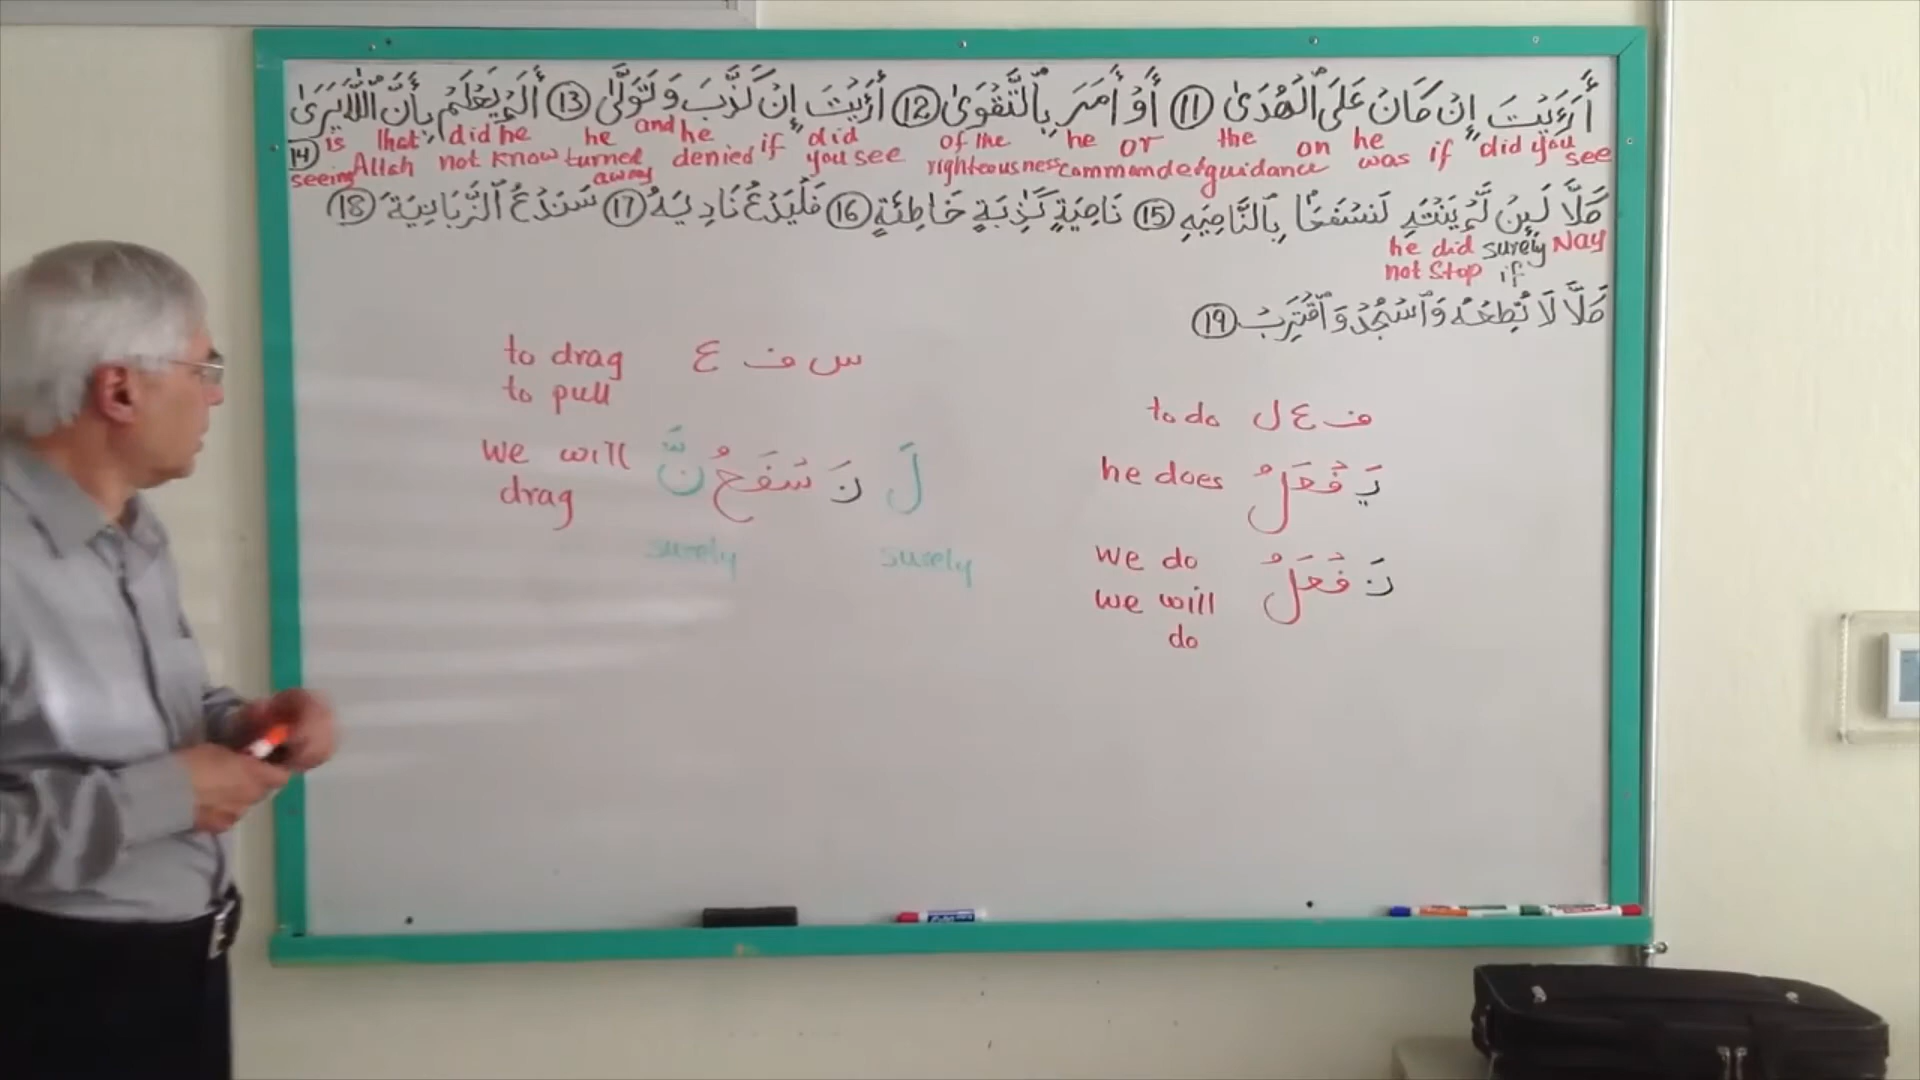 أَرَءَيْتَ إِن كَانَ عَلَى ٱلْهُدَىٰٓ ⑪ أَوْ أَمَرَ بِٱلتَّقْوَىٰٓ ⑫ أَرَءَيْتَ إِن كَذَّبَ وَتَوَلَّىٰٓ ⑬ أَلَمْ يَعْلَم بِأَنَّ ٱللَّهَ يَرَىٰ
⑭ is that, did he he and he if "did of the he or the on he if "did you
seeing Allah not know turned away denied you see righteousness commanded guidance was see
كَلَّا لَئِن لَّمْ يَنتَهِ لَنَسْفَعًۢا بِٱلنَّاصِيَةِ ⑮ نَاصِيَةٍ كَٰذِبَةٍ خَاطِئَةٍ ⑯ فَلْيَدْعُ نَادِيَهُۥ ⑰ سَنَدْعُ ٱلزَّبَانِيَةَ ⑱
he did surely Nay
not stop if
كَلَّا لَا تُطِعْهُ وَٱسْجُدْ وَٱقْتَرِب ⑲
to drag س ف ع
to pull
we will لَ نَ سْفَعُ نَّ
drag
surely surely
to do ف ع ل
he does يَ فْعَلُ
we do نَ فْعَلُ
we will
do